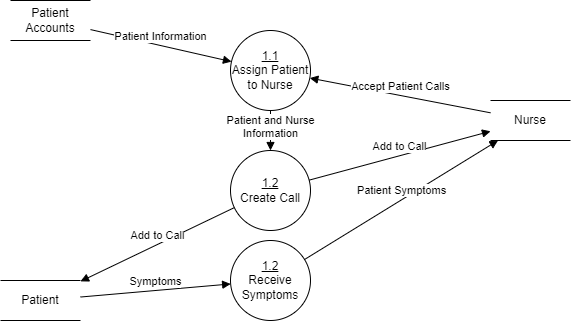 Patient
Accounts
Patient Information
1.1
Assign Patient
to Nurse
Accept Patient Calls
Nurse
Patient and Nurse
Information
Add to Call
1.2
Create Call
Patient Symptoms
Add to Call
1.2
Receive
Symptoms
Symptoms
Patient